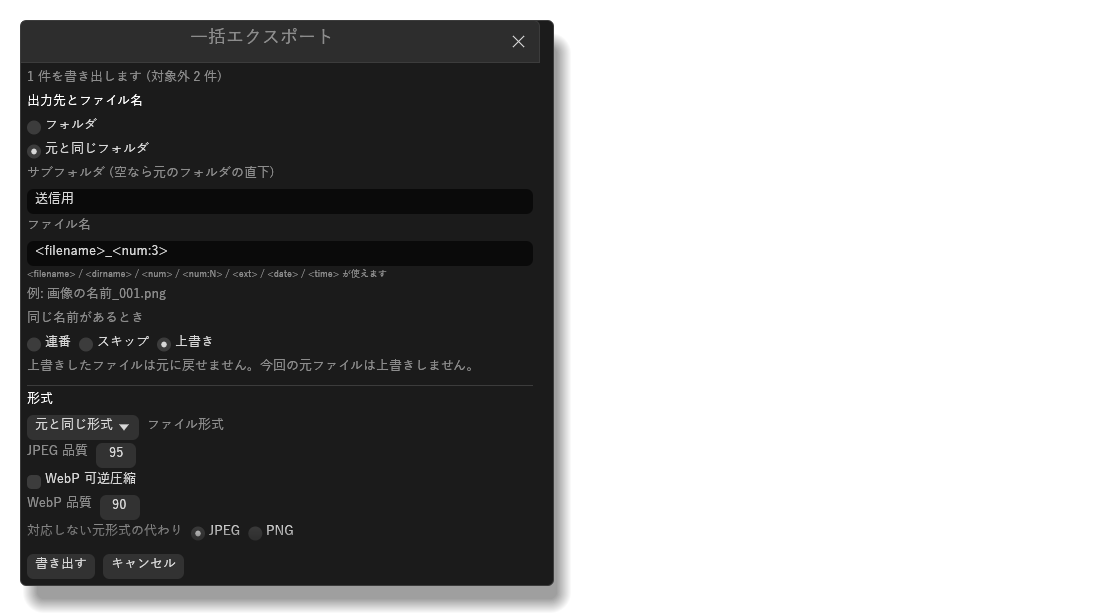 一括エクスポート
1 件を書き出します (対象外 2 件)
出力先とファイル名
フォルダ
元と同じフォルダ
サブフォルダ (空なら元のフォルダの直下)
送信用
ファイル名
<filename>_<num:3>
<filename> / <dirname> / <num> / <num:N> / <ext> / <date> / <time> が使えます
例: 画像の名前_001.png
同じ名前があるとき
連番 スキップ 上書き
上書きしたファイルは元に戻せません。今回の元ファイルは上書きしません。
形式
元と同じ形式 ファイル形式
JPEG 品質 95
WebP 可逆圧縮
WebP 品質 90
対応しない元形式の代わり JPEG PNG
書き出す キャンセル